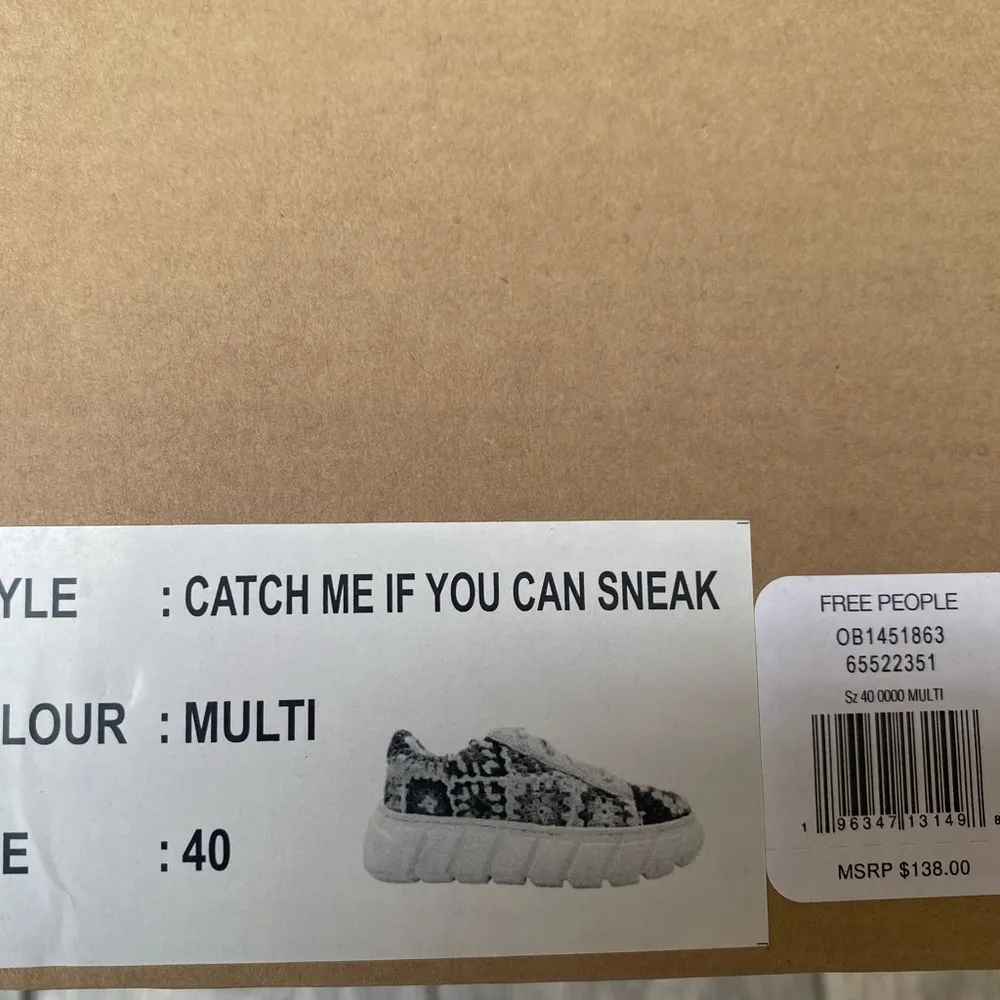 YLE : CATCH ME IF YOU CAN SNEAK
LOUR : MULTI
E : 40
FREE PEOPLE
OB1451863
65522351
Sz 40 0000 MULTI
1 96347 13149 8
MSRP $138.00